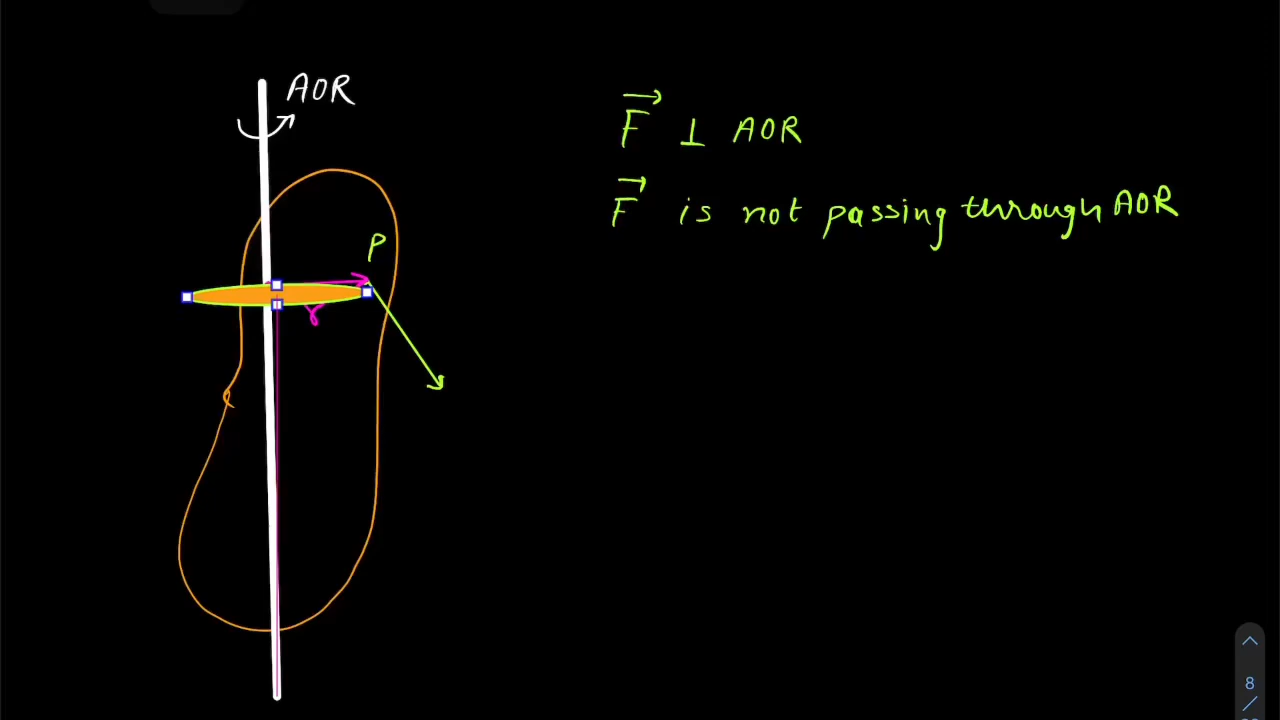 AOR
F ⊥ AOR
F is not passing through AOR
P
r
8
/